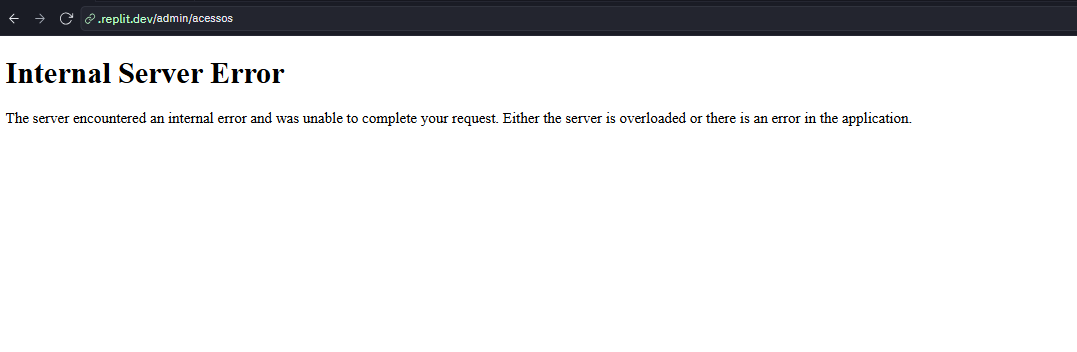 .replit.dev/admin/acessos
Internal Server Error
The server encountered an internal error and was unable to complete your request. Either the server is overloaded or there is an error in the application.